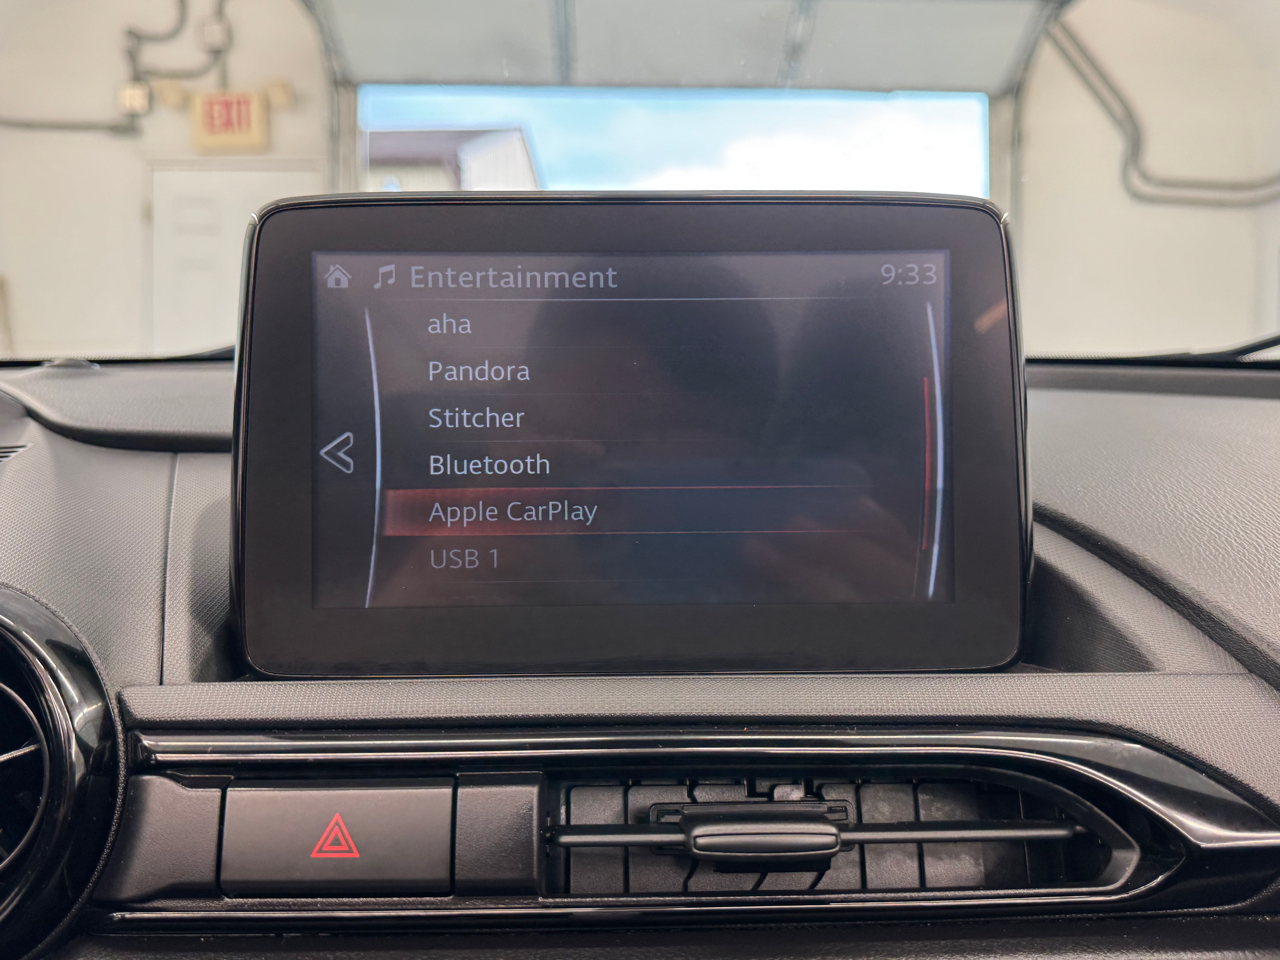 EXIT
Entertainment
9:33
aha
Pandora
Stitcher
Bluetooth
Apple CarPlay
USB 1